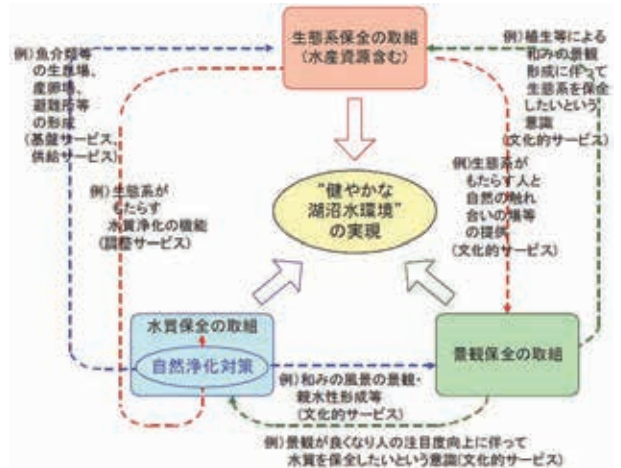 生態系保全の取組
(水産資源含む)
例)魚介類等
の生息場、
産卵場、
避難所等
の形成
(基盤サービス、
供給サービス)
例)植生等による
和みの景観
形成に伴って
生態系を保全
したいという
意識
(文化的サービス)
例)生態系が
もたらす
水質浄化の機能
(調整サービス)
“健やかな
湖沼水環境”
の実現
例)生態系が
もたらす人と
自然の触れ
合いの場等
の提供
(文化的サービス)
水質保全の取組
自然浄化対策
景観保全の取組
例)和みの風景の景観・
親水性形成等
(文化的サービス)
例)景観が良くなり人の注目度向上に伴って
水質を保全したいという意識(文化的サービス)